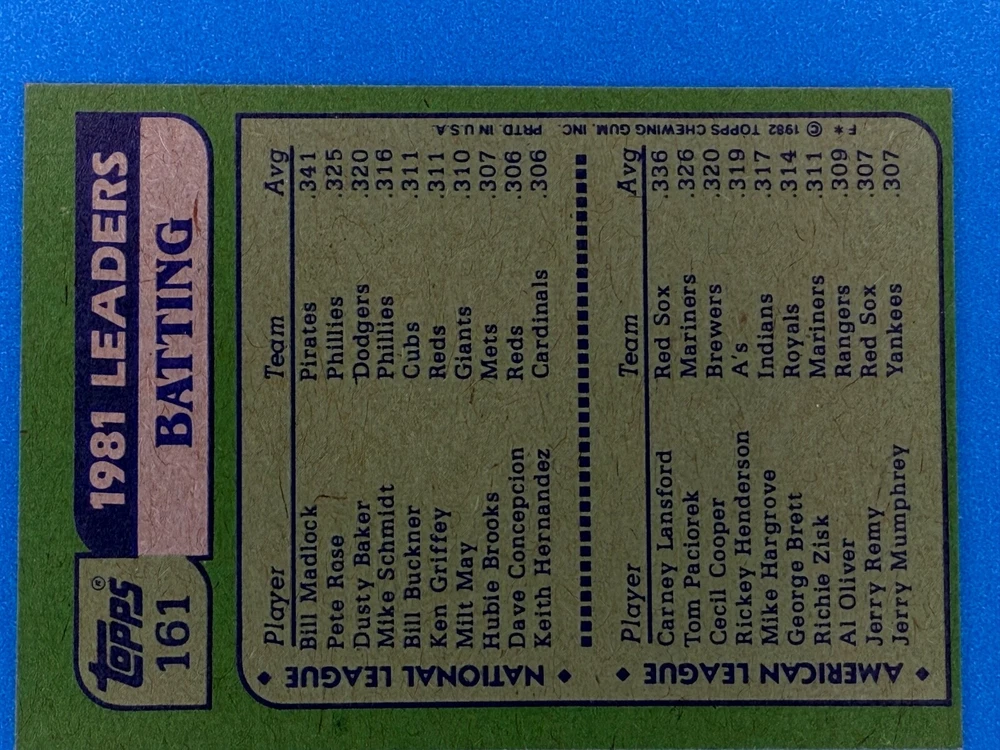 Topps®
161
1981 LEADERS
BATTING
NATIONAL LEAGUE
Player Team Avg
Bill Madlock Pirates .341
Pete Rose Phillies .325
Dusty Baker Dodgers .320
Mike Schmidt Phillies .316
Bill Buckner Cubs .311
Ken Griffey Reds .311
Milt May Giants .310
Hubie Brooks Mets .307
Dave Concepcion Reds .306
Keith Hernandez Cardinals .306
AMERICAN LEAGUE
Player Team Avg
Carney Lansford Red Sox .336
Tom Paciorek Mariners .326
Cecil Cooper Brewers .320
Rickey Henderson A's .319
Mike Hargrove Indians .317
George Brett Royals .314
Richie Zisk Mariners .311
Al Oliver Rangers .309
Jerry Remy Red Sox .307
Jerry Mumphrey Yankees .307
F* © 1982 TOPPS CHEWING GUM, INC. PRTD. IN U.S.A.